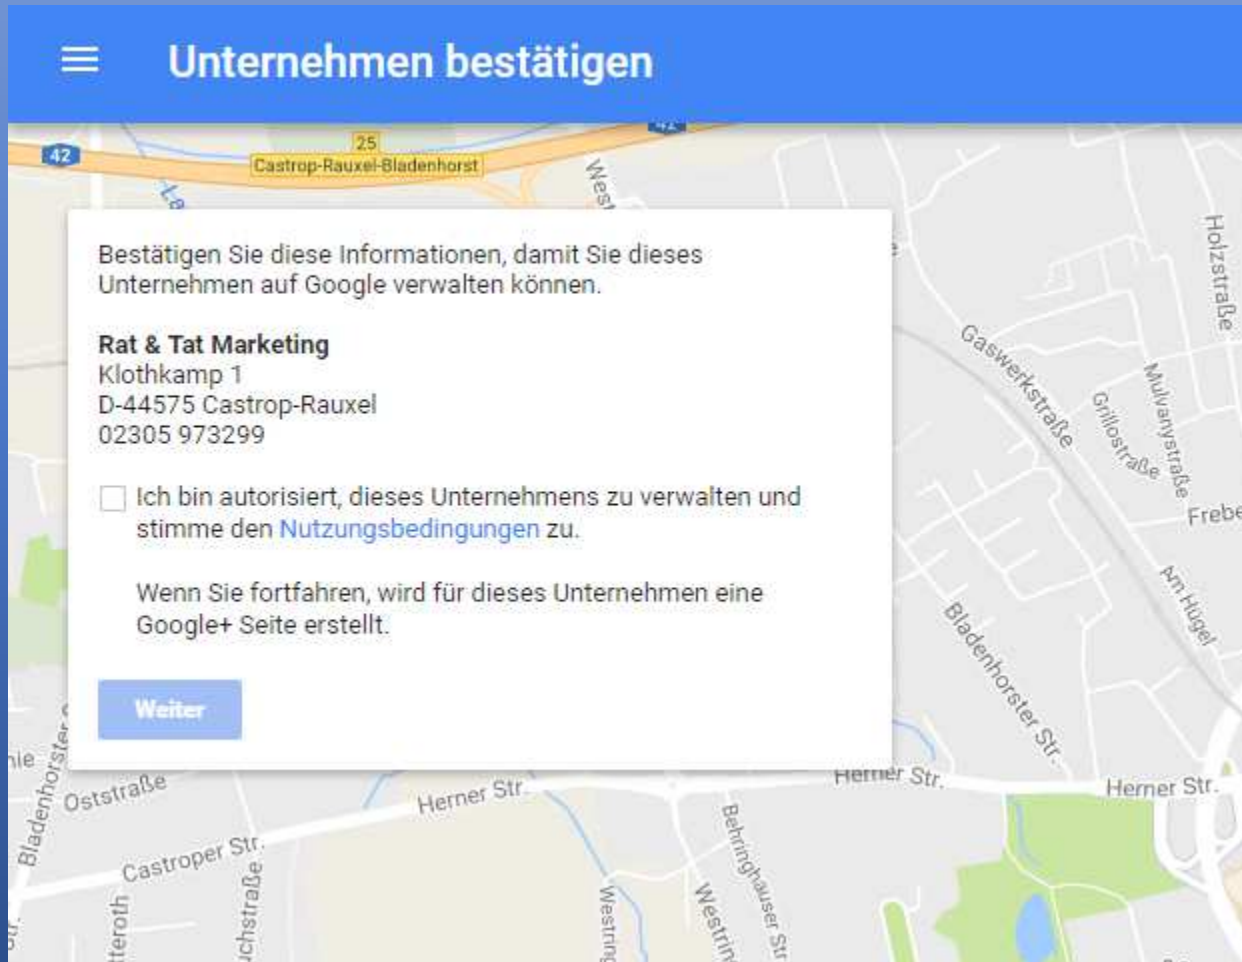 Unternehmen bestätigen
42
25
Castrop-Rauxel-Bladenhorst
42
Bestätigen Sie diese Informationen, damit Sie dieses
Unternehmen auf Google verwalten können.
Rat & Tat Marketing
Klothkamp 1
D-44575 Castrop-Rauxel
02305 973299
Ich bin autorisiert, dieses Unternehmens zu verwalten und
stimme den Nutzungsbedingungen zu.
Wenn Sie fortfahren, wird für dieses Unternehmen eine
Google+ Seite erstellt.
Weiter
Holzstraße
Gaswerkstraße
Mulvanystraße
Grillostraße
Am Hügel
Bladenhorster Str.
Herner Str.
Herner Str.
Herner Str.
Oststraße
Bladenhorster
Castroper Str.
Behringhauser Str
Westring
Westring